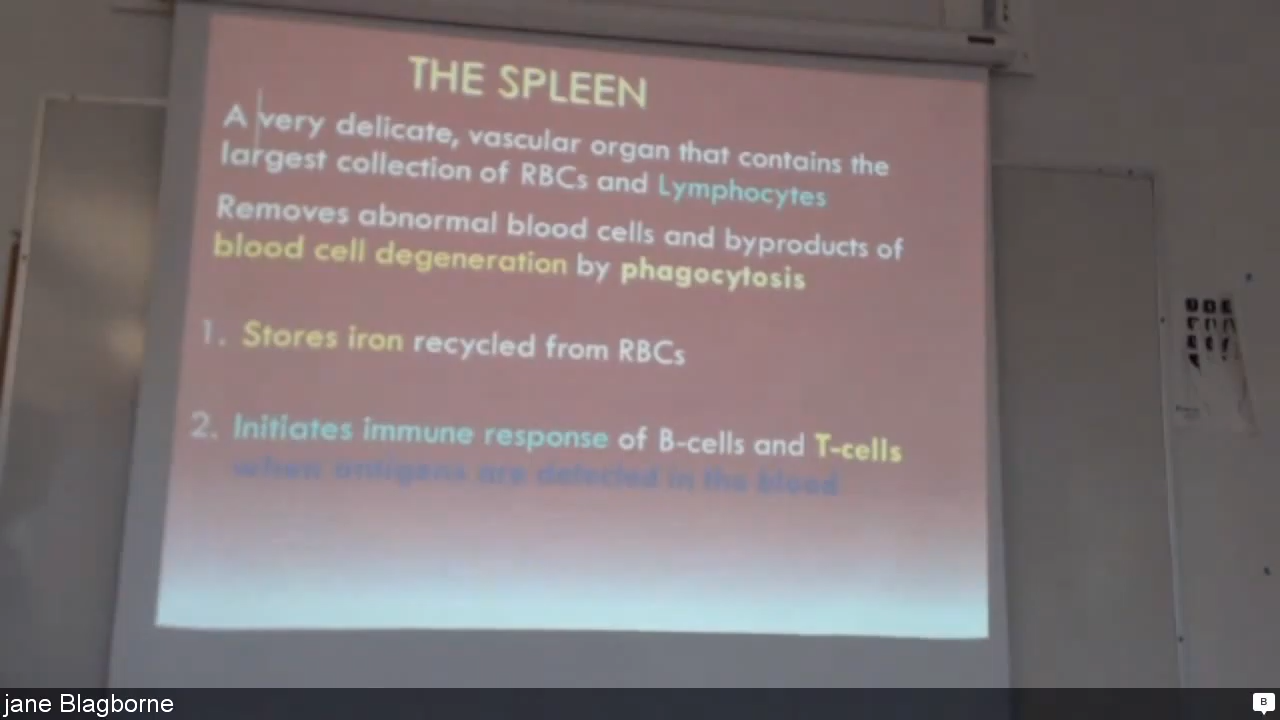 THE SPLEEN
A very delicate, vascular organ that contains the
largest collection of RBCs and Lymphocytes
Removes abnormal blood cells and byproducts of
blood cell degeneration by phagocytosis
1. Stores iron recycled from RBCs
2. Initiates immune response of B-cells and T-cells
when antigens are detected in the blood
jane Blagborne
B